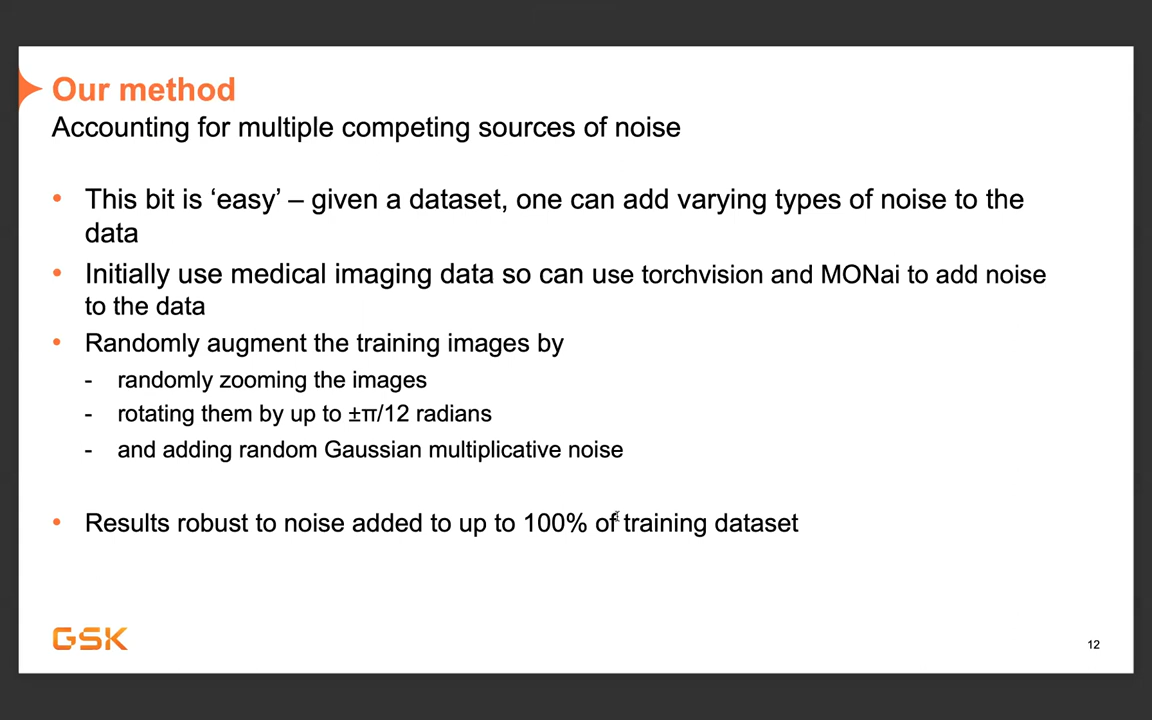 Our method
Accounting for multiple competing sources of noise
• This bit is ‘easy’ – given a dataset, one can add varying types of noise to the
data
• Initially use medical imaging data so can use torchvision and MONai to add noise
to the data
• Randomly augment the training images by
- randomly zooming the images
- rotating them by up to ±π/12 radians
- and adding random Gaussian multiplicative noise
• Results robust to noise added to up to 100% of training dataset
GSK
12